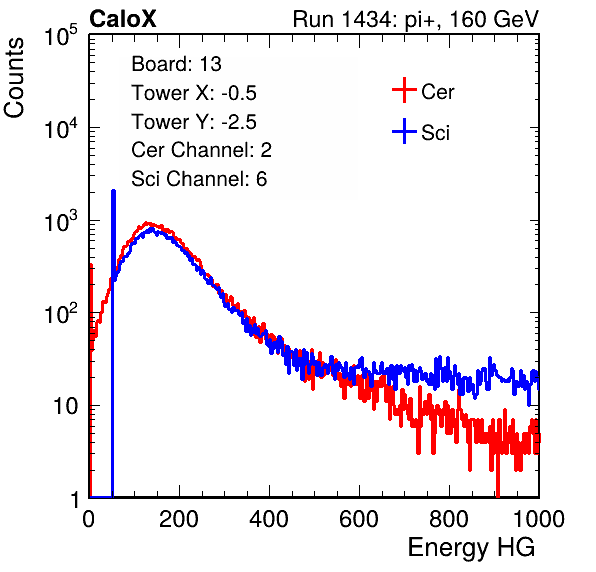 CaloX
Run 1434: pi+, 160 GeV
Counts
10^5
10^4
10^3
10^2
10
1
Board: 13
Tower X: -0.5
Tower Y: -2.5
Cer Channel: 2
Sci Channel: 6
Cer
Sci
0 200 400 600 800 1000
Energy HG